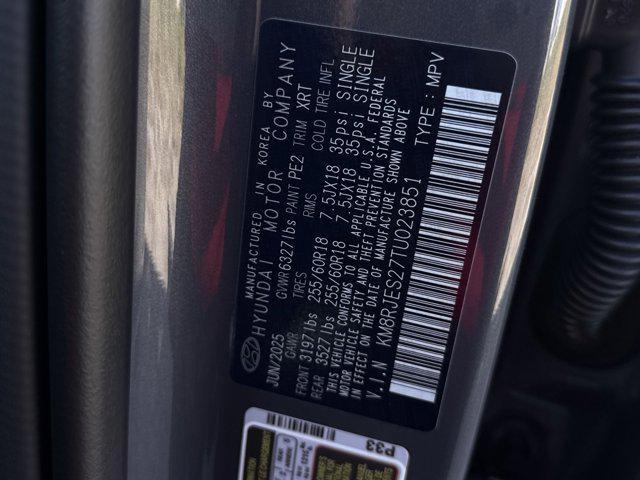 MANUFACTURED IN KOREA BY
HYUNDAI MOTOR COMPANY
JUN/2025 GVWR 6327lbs PAINT PE2 TRIM XRT
GAWR TIRES RIMS COLD TIRE INFL
FRONT 3197lbs 255/60R18 7.5JX18 35psi SINGLE
REAR 3527lbs 255/60R18 7.5JX18 35psi SINGLE
THIS VEHICLE CONFORMS TO ALL APPLICABLE U.S.A. FEDERAL
MOTOR VEHICLE SAFETY AND THEFT PREVENTION STANDARDS
IN EFFECT ON THE DATE OF MANUFACTURE SHOWN ABOVE
V.I.N KM8RJES27TU023851 TYPE: MPV
P33